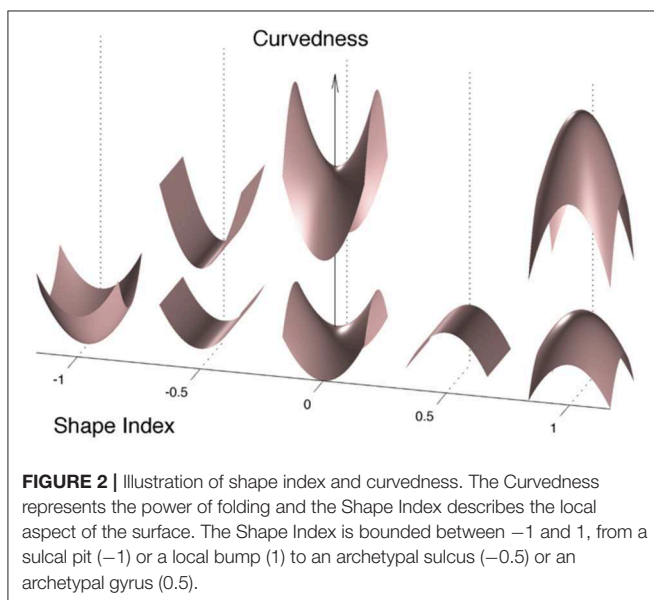 Curvedness
-1
-0.5
0
0.5
1
Shape Index
FIGURE 2 | Illustration of shape index and curvedness. The Curvedness
represents the power of folding and the Shape Index describes the local
aspect of the surface. The Shape Index is bounded between −1 and 1, from a
sulcal pit (−1) or a local bump (1) to an archetypal sulcus (−0.5) or an
archetypal gyrus (0.5).